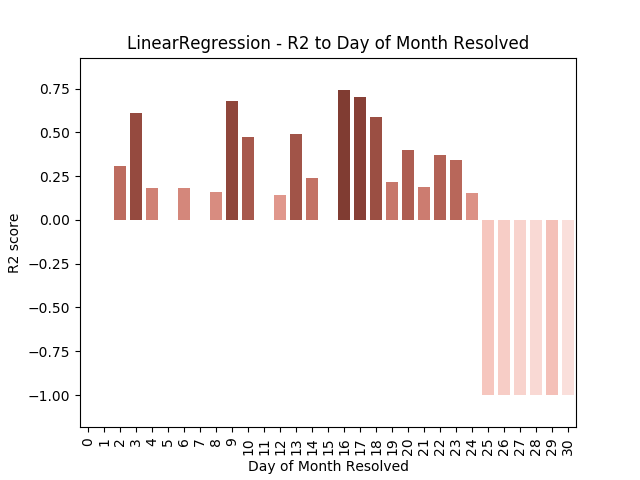 LinearRegression - R2 to Day of Month Resolved
R2 score
0.75
0.50
0.25
0.00
−0.25
−0.50
−0.75
−1.00
0 1 2 3 4 5 6 7 8 9 10 11 12 13 14 15 16 17 18 19 20 21 22 23 24 25 26 27 28 29 30
Day of Month Resolved